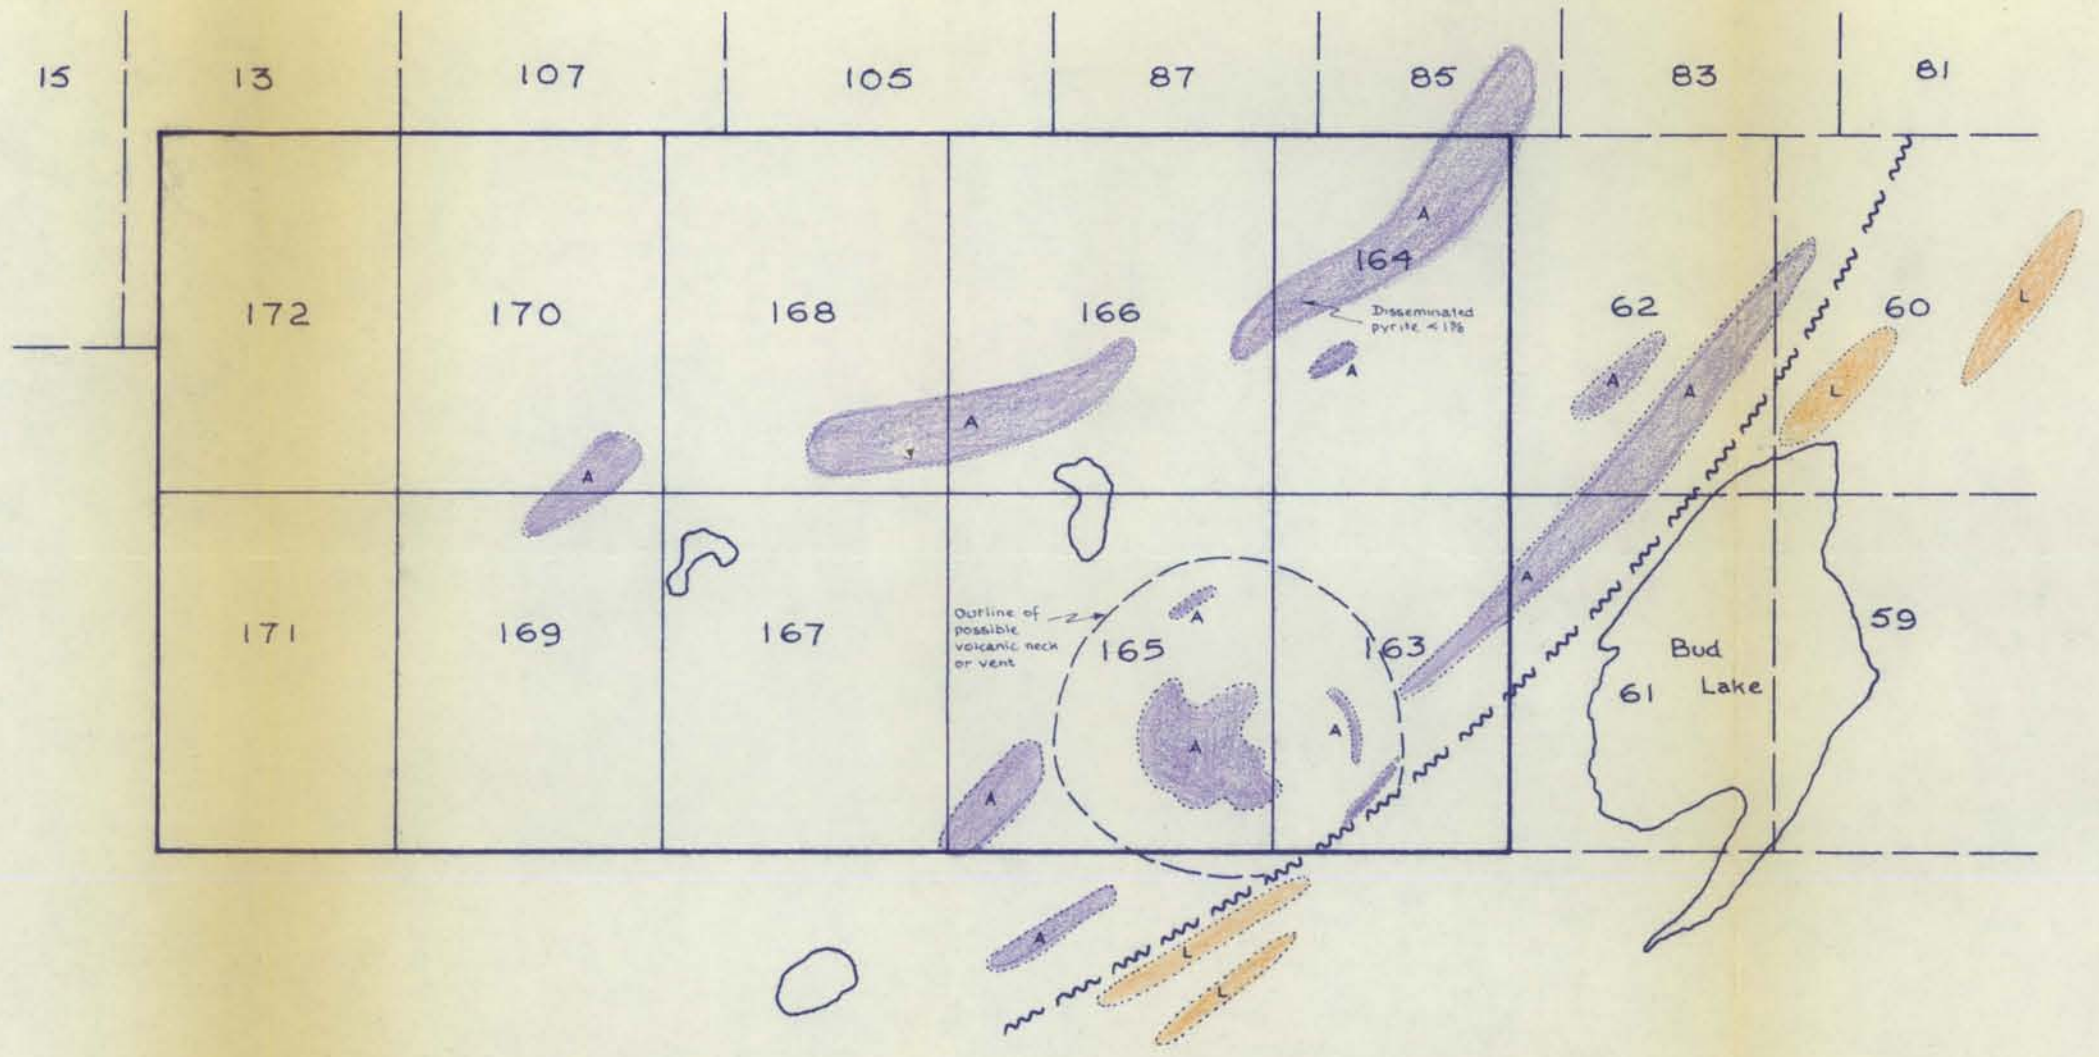 15 13 107 105 87 85 83 81
A
164
172 170 168 166 62 60 L
Disseminated
pyrite < 1%
A
A A L
A
A
A
171 169 167 165 163 61 59
Outline of
possible
volcanic neck
or vent
A
Bud
Lake
A
A
A
A
L
L